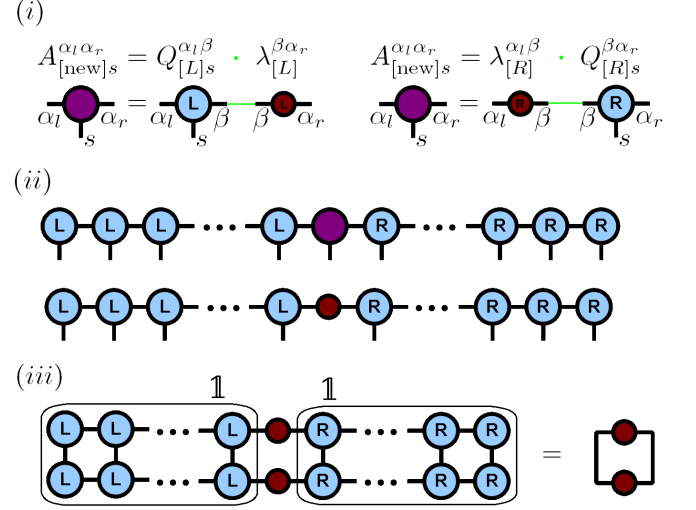 (i)
A^{α_l α_r}_{[new]s} = Q^{α_l β}_{[L]s} · λ^{β α_r}_{[L]}
A^{α_l α_r}_{[new]s} = λ^{α_l β}_{[R]} · Q^{β α_r}_{[R]s}
α_l s α_r = α_l L s β β L α_r
α_l s α_r = α_l R β β R s α_r
(ii)
L L L ··· L R ··· R R R
L L L ··· L R ··· R R R
(iii)
𝟙 𝟙
L L ··· L R ··· R R
L L ··· L R ··· R R
=